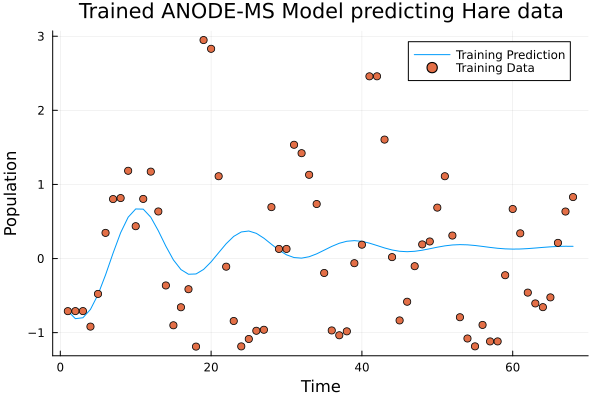 Trained ANODE-MS Model predicting Hare data
Training Prediction
Training Data
Population
3
2
1
0
−1
0
20
40
60
Time